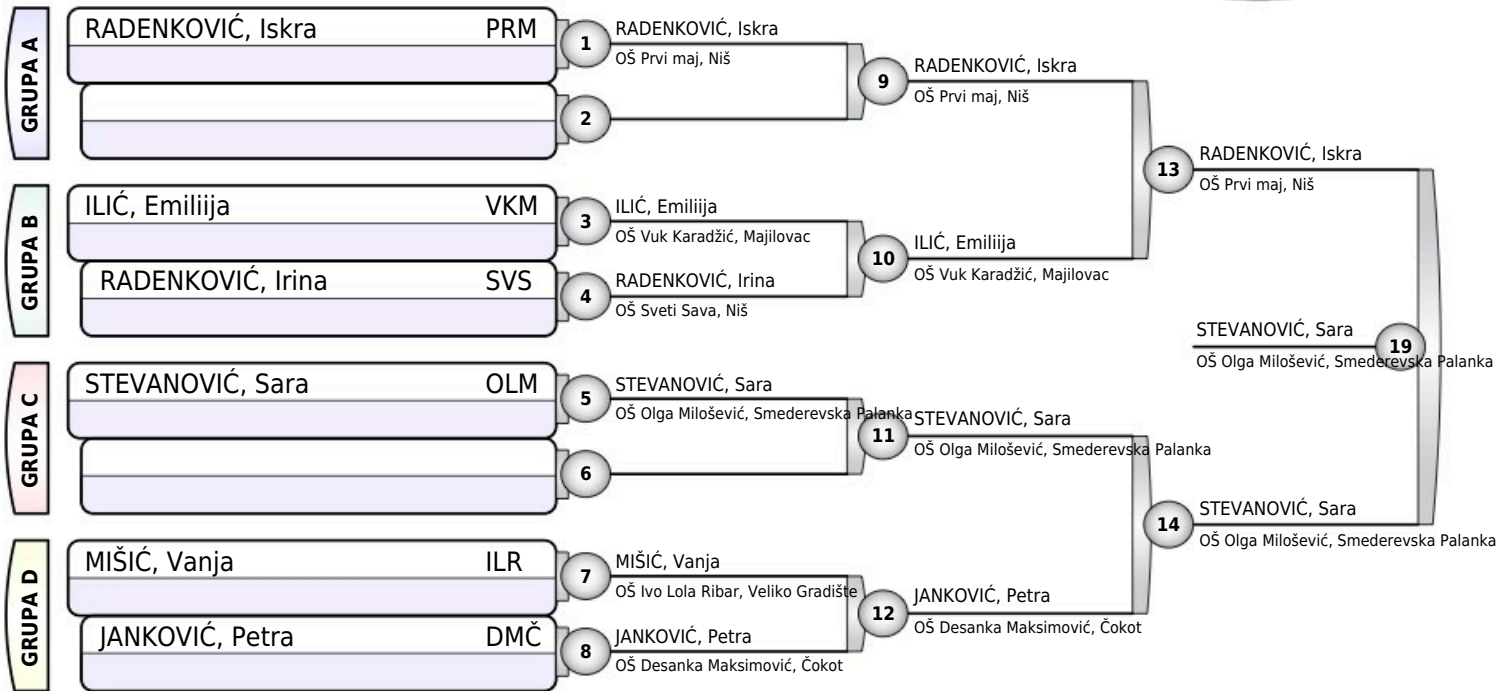 GRUPA A
RADENKOVIĆ, Iskra PRM
1
RADENKOVIĆ, Iskra
OŠ Prvi maj, Niš
2
9
RADENKOVIĆ, Iskra
OŠ Prvi maj, Niš
13
RADENKOVIĆ, Iskra
OŠ Prvi maj, Niš
GRUPA B
ILIĆ, Emiliija VKM
3
ILIĆ, Emiliija
OŠ Vuk Karadžić, Majilovac
RADENKOVIĆ, Irina SVS
4
RADENKOVIĆ, Irina
OŠ Sveti Sava, Niš
10
ILIĆ, Emiliija
OŠ Vuk Karadžić, Majilovac
STEVANOVIĆ, Sara
19
OŠ Olga Milošević, Smederevska Palanka
GRUPA C
STEVANOVIĆ, Sara OLM
5
STEVANOVIĆ, Sara
OŠ Olga Milošević, Smederevska Palanka
6
11
STEVANOVIĆ, Sara
OŠ Olga Milošević, Smederevska Palanka
14
STEVANOVIĆ, Sara
OŠ Olga Milošević, Smederevska Palanka
GRUPA D
MIŠIĆ, Vanja ILR
7
MIŠIĆ, Vanja
OŠ Ivo Lola Ribar, Veliko Gradište
JANKOVIĆ, Petra DMČ
8
JANKOVIĆ, Petra
OŠ Desanka Maksimović, Čokot
12
JANKOVIĆ, Petra
OŠ Desanka Maksimović, Čokot